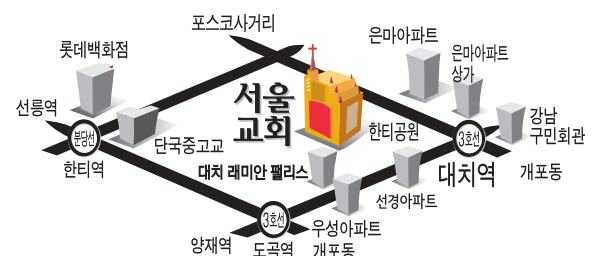 포스코사거리
롯데백화점
은마아파트
은마아파트
상가
선릉역
분당선
서울
교회
한티공원
3호선
강남
구민회관
단국중고교
한티역
대치 래미안 팰리스
대치역
개포동
선경아파트
3호선
우성아파트
양재역
도곡역
개포동